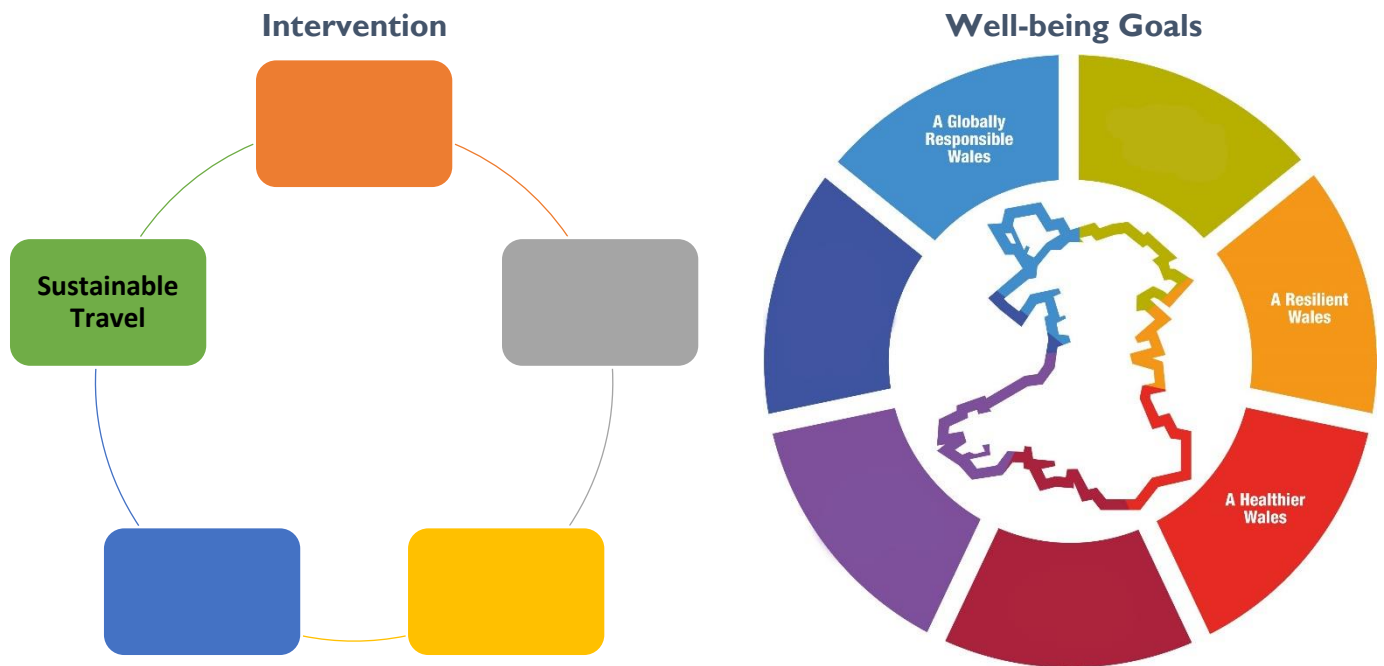 Intervention
Well-being Goals
Sustainable
Travel
A Globally
Responsible
Wales
A Resilient
Wales
A Healthier
Wales